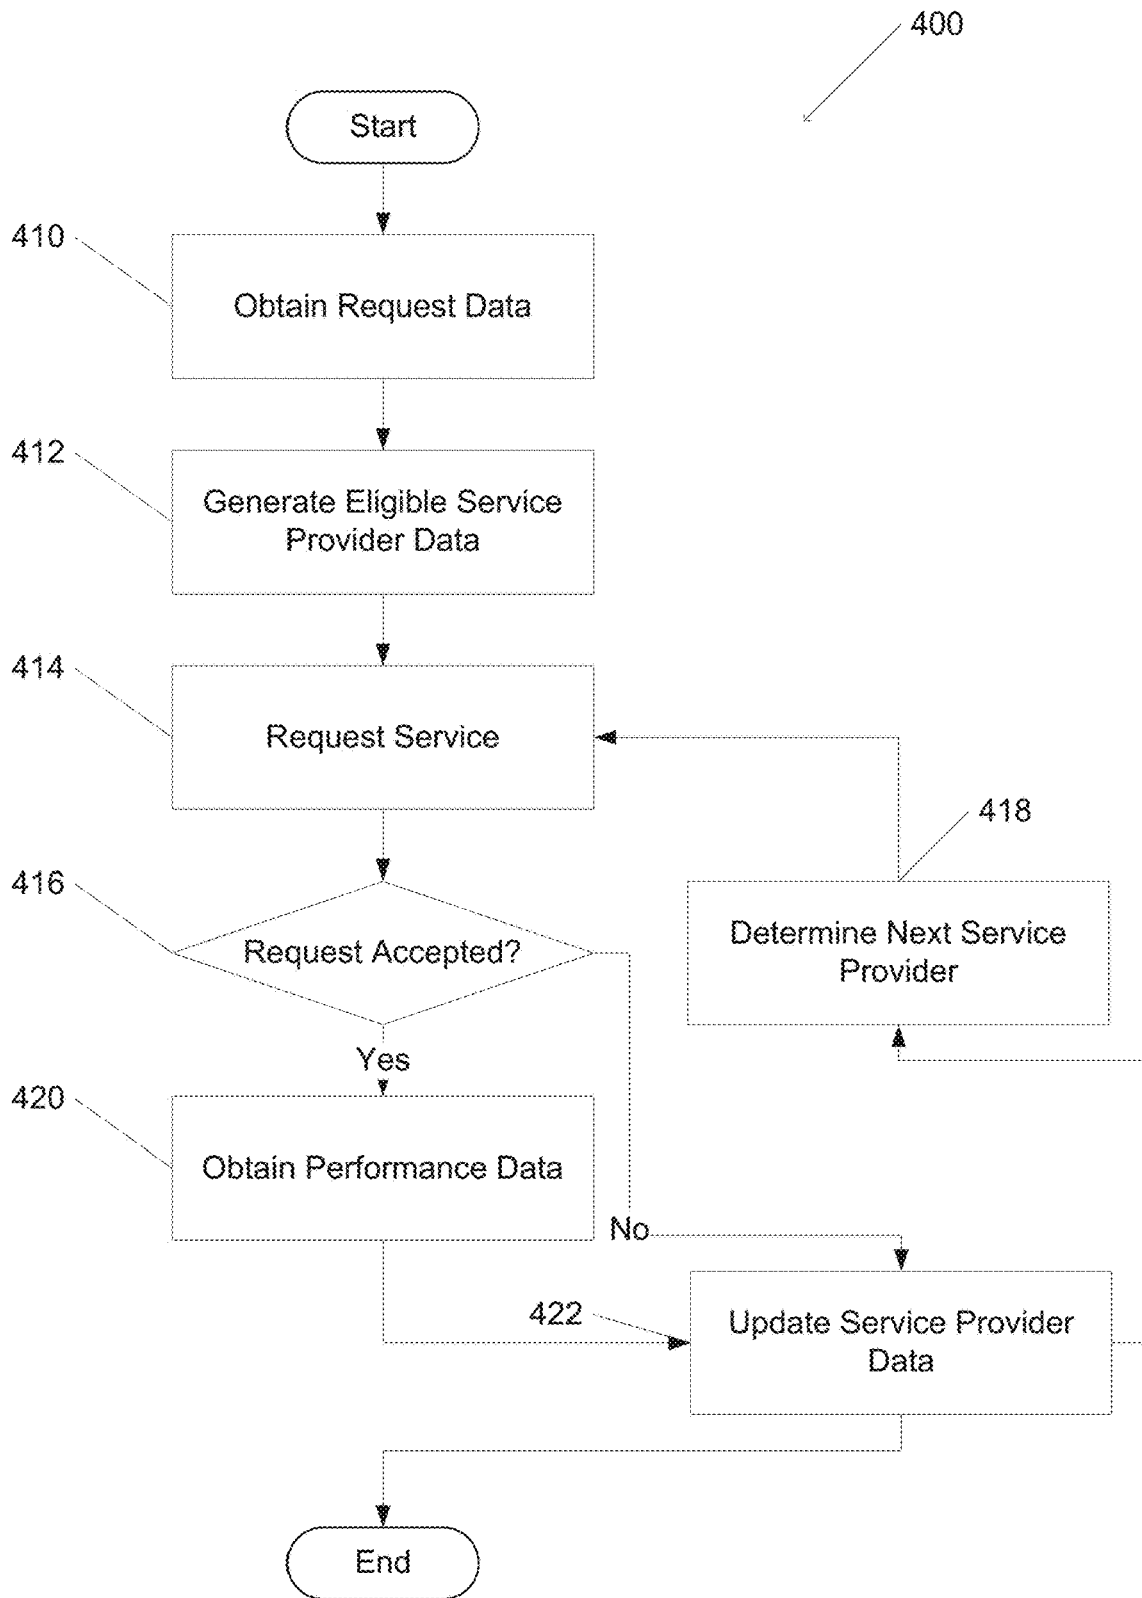 400
Start
410
Obtain Request Data
412
Generate Eligible Service
Provider Data
414
Request Service
418
416
Request Accepted?
Determine Next Service
Provider
Yes
420
Obtain Performance Data
No
422
Update Service Provider
Data
End